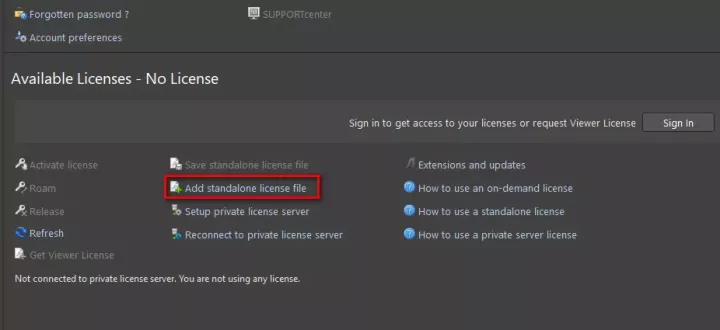 Forgotten password ?
SUPPORTcenter
Account preferences
Available Licenses - No License
Sign in to get access to your licenses or request Viewer License
Sign In
Activate license
Save standalone license file
Extensions and updates
Roam
Add standalone license file
How to use an on-demand license
Release
Setup private license server
How to use a standalone license
Refresh
Reconnect to private license server
How to use a private server license
Get Viewer License
Not connected to private license server. You are not using any license.